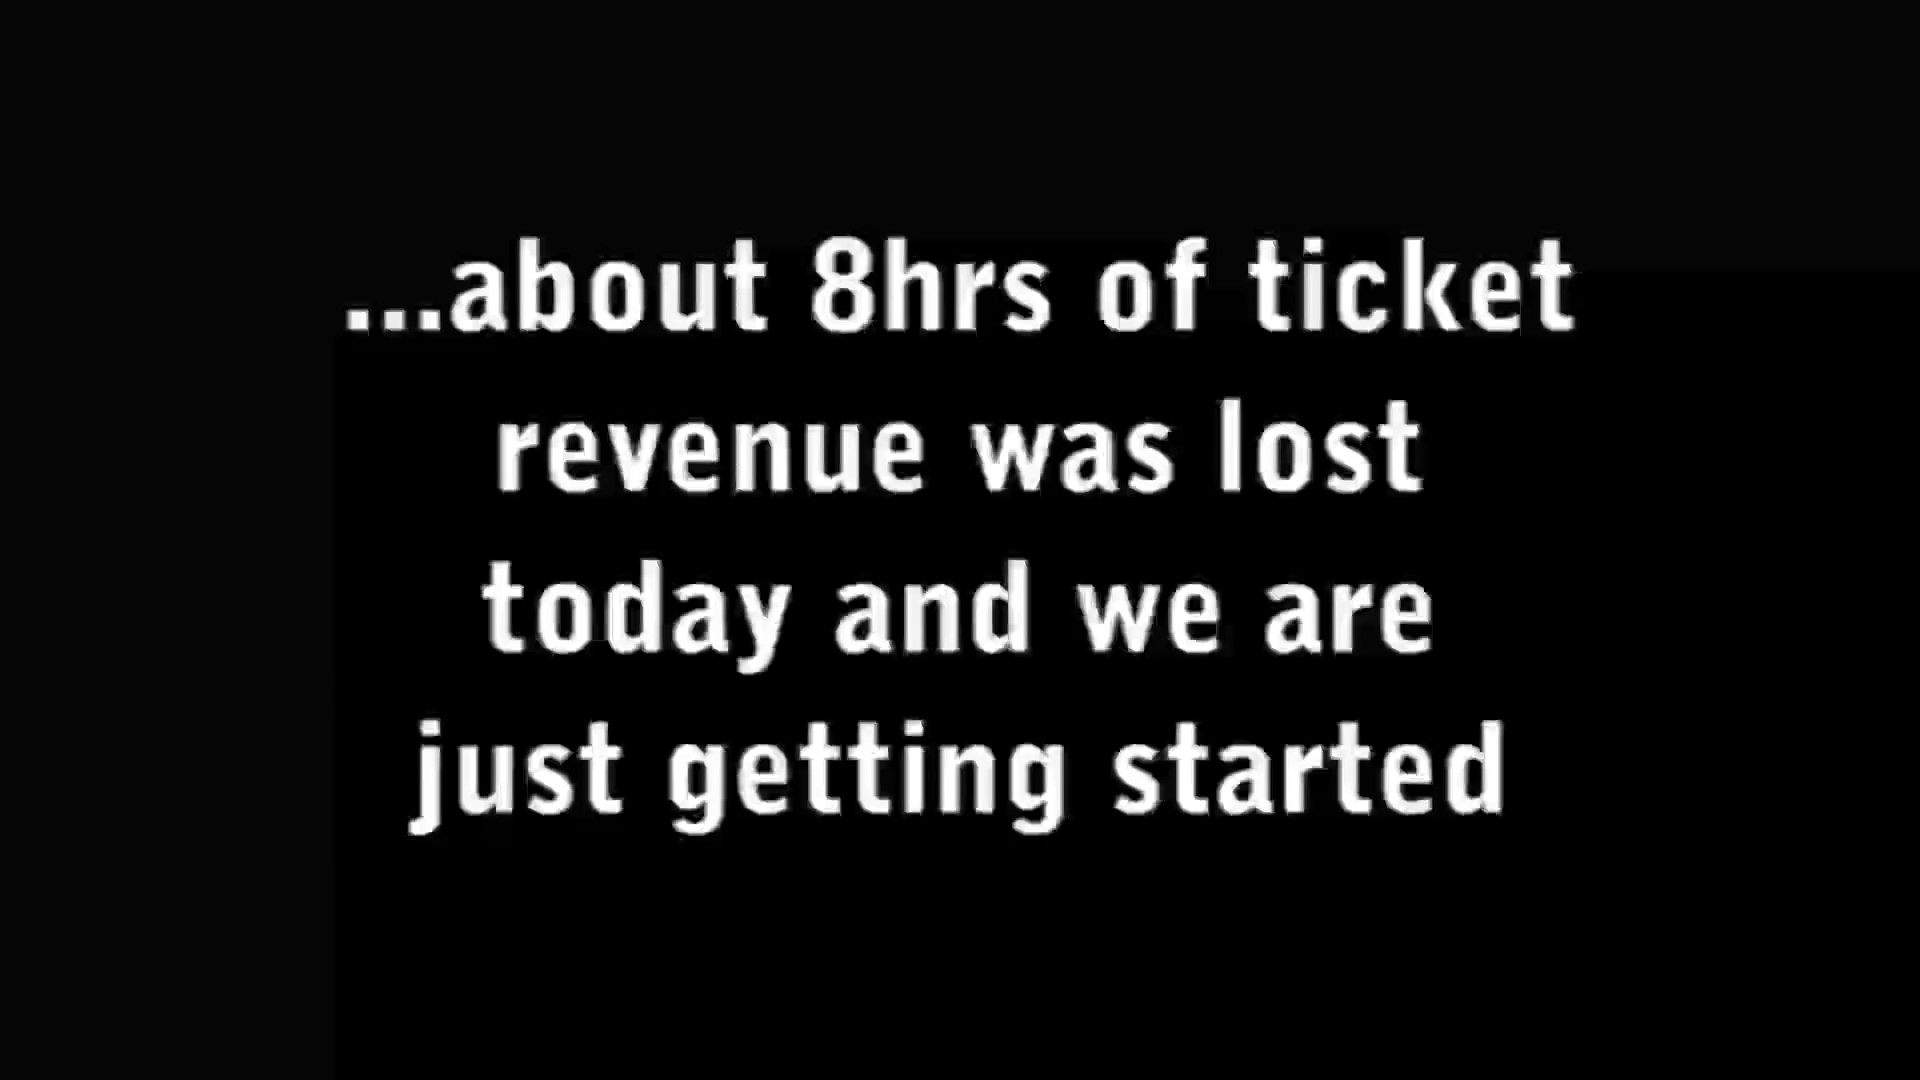 ...about 8hrs of ticket
revenue was lost
today and we are
just getting started